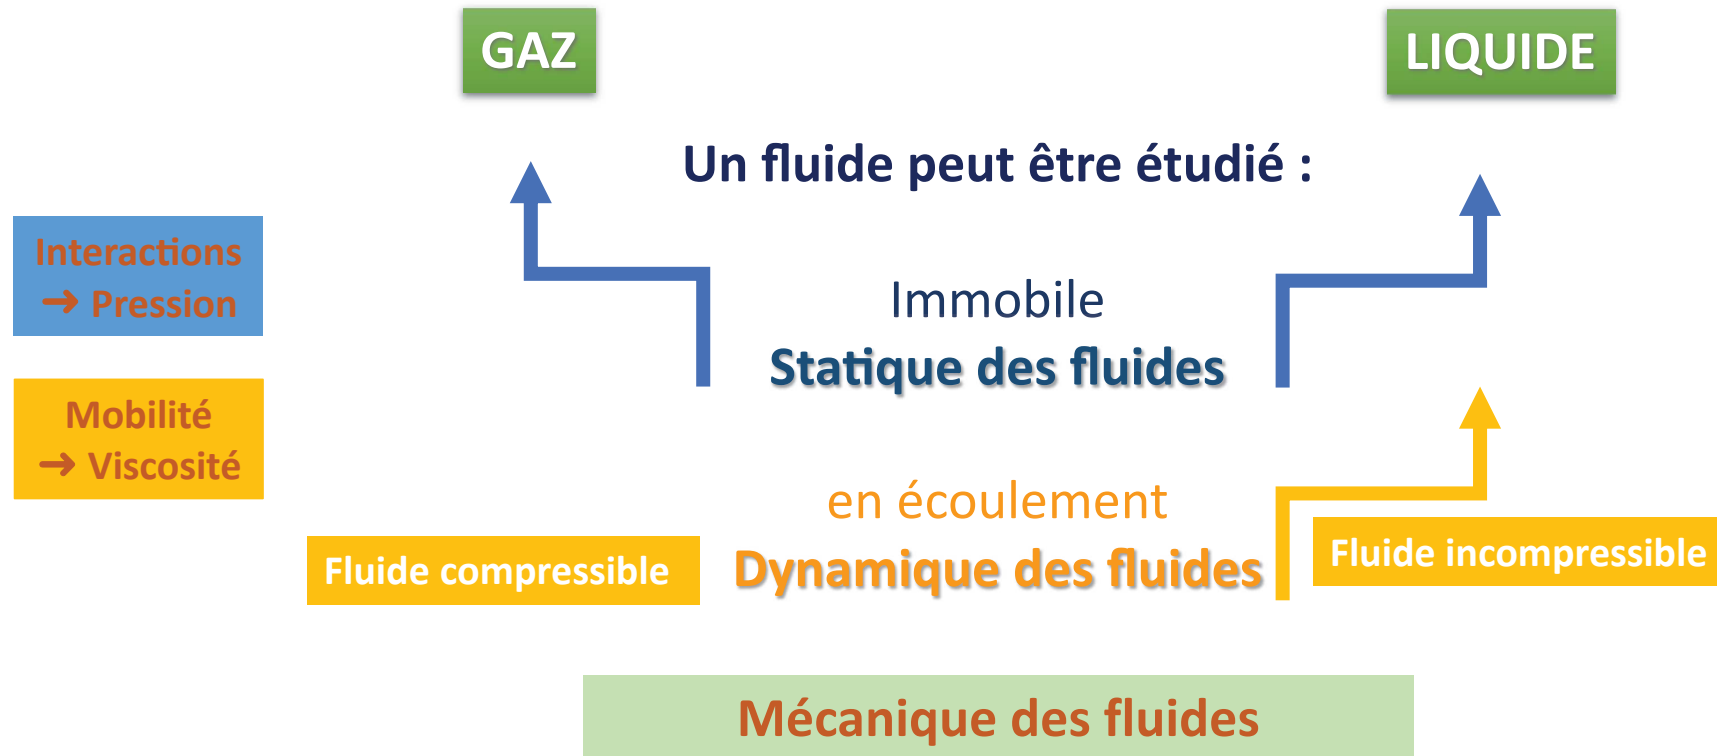 GAZ
LIQUIDE
Un fluide peut être étudié :
Interactions
➔ Pression
Immobile
Statique des fluides
Mobilité
➔ Viscosité
en écoulement
Dynamique des fluides
Fluide compressible
Fluide incompressible
Mécanique des fluides